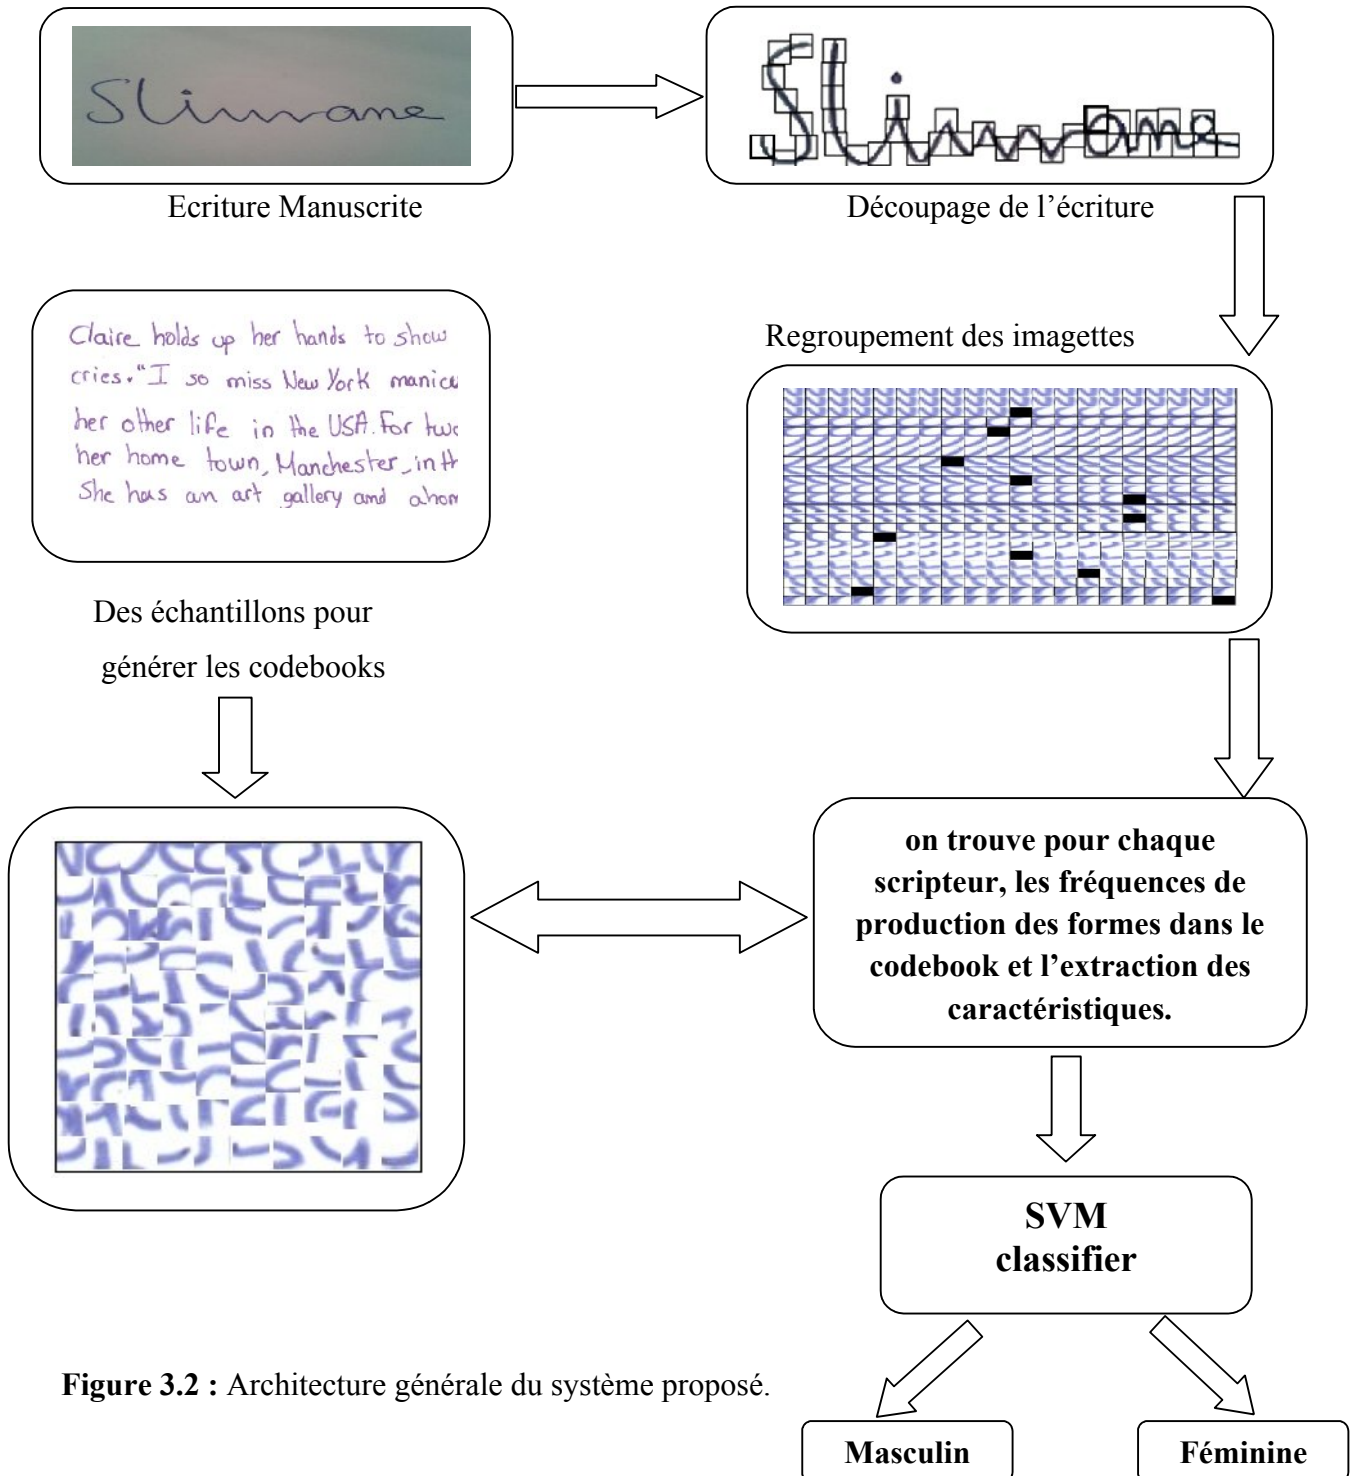 Slimane
Slimane
Ecriture Manuscrite
Découpage de l’écriture
Claire holds up her hands to show
cries. "I so miss New York manicu
her other life in the USA. For two
her home town, Manchester, in th
She has an art gallery and a hom
Regroupement des imagettes
Des échantillons pour
générer les codebooks
on trouve pour chaque
scripteur, les fréquences de
production des formes dans le
codebook et l’extraction des
caractéristiques.
SVM
classifier
Figure 3.2 : Architecture générale du système proposé.
Masculin
Féminine